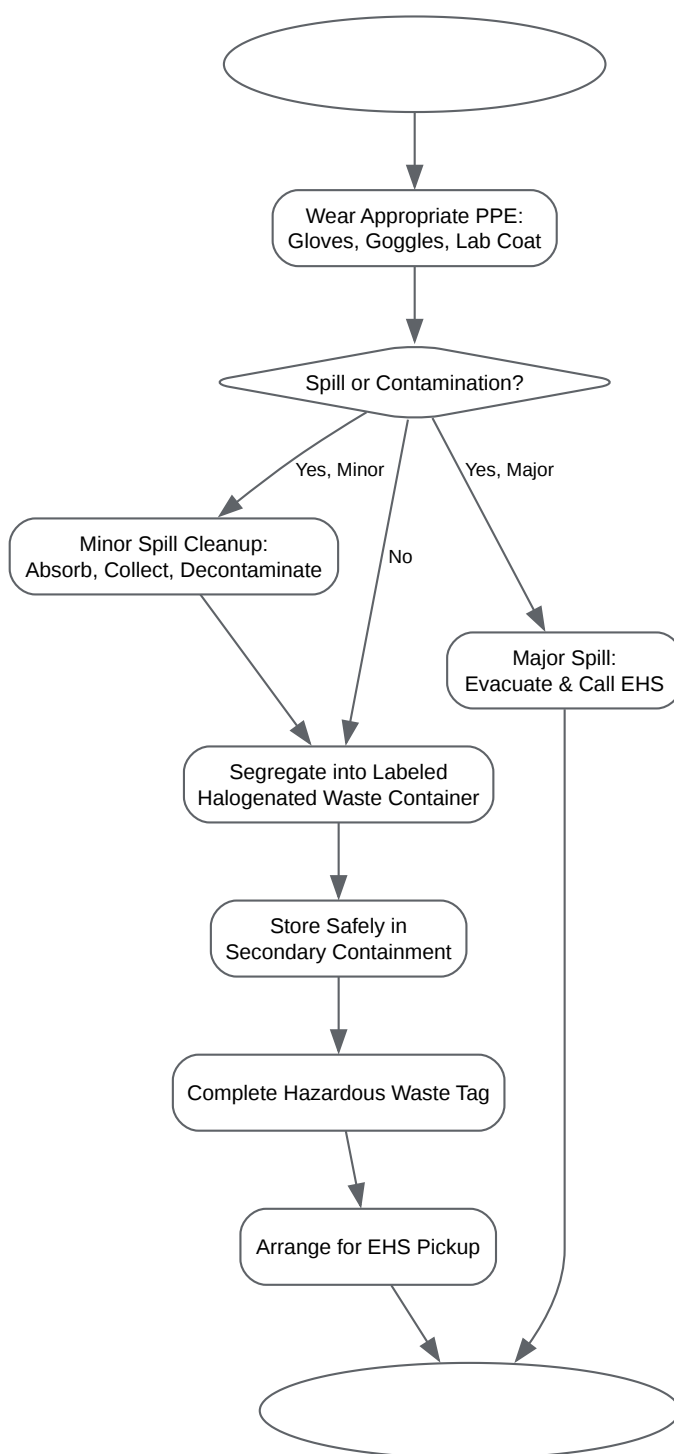 Wear Appropriate PPE:
Gloves, Goggles, Lab Coat
Spill or Contamination?
Yes, Minor
Yes, Major
No
Minor Spill Cleanup:
Absorb, Collect, Decontaminate
Major Spill:
Evacuate & Call EHS
Segregate into Labeled
Halogenated Waste Container
Store Safely in
Secondary Containment
Complete Hazardous Waste Tag
Arrange for EHS Pickup